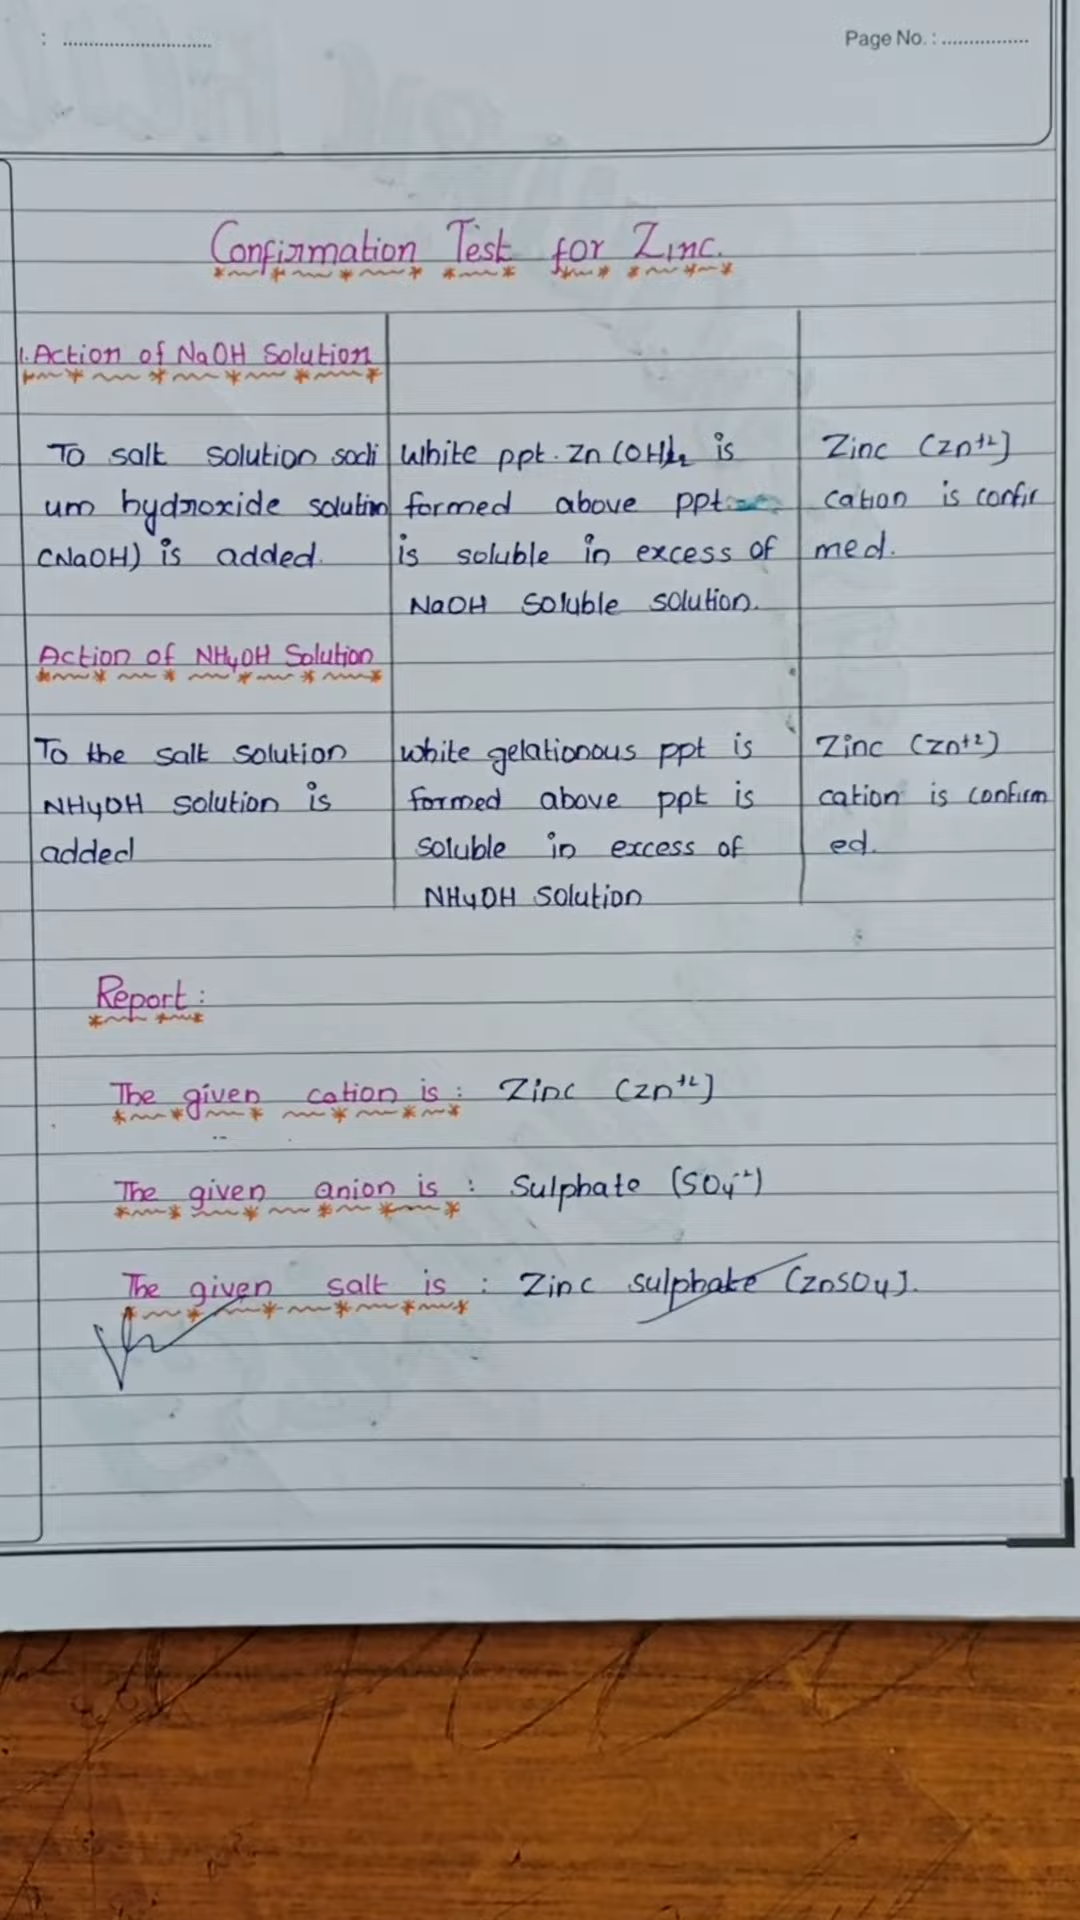 : ................................
Page No. : ................
Confirmation Test for Zinc.
1. Action of NaOH Solution
To salt solution sodi
um hydroxide solution
(NaOH) is added.
White ppt. Zn(OH)₂ is
formed above ppt.
is soluble in excess of
NaOH soluble solution.
Zinc (Zn⁺²)
cation is confir
med.
Action of NH₄OH Solution
To the salt solution
NH₄OH solution is
added
white gelationous ppt is
formed above ppt is
soluble in excess of
NH₄OH solution
Zinc (Zn⁺²)
cation is confirm
ed.
Report :
The given cation is : Zinc (Zn⁺²)
The given anion is : Sulphate (SO₄⁻²)
The given salt is : Zinc sulphate (ZnSO₄).